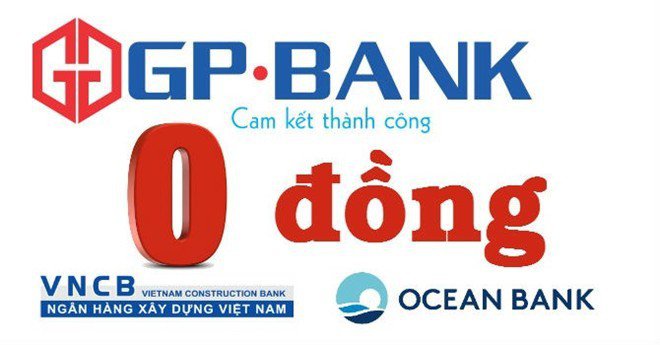 GP·BANK
Cam kết thành công
0 đồng
VNCB VIETNAM CONSTRUCTION BANK
NGÂN HÀNG XÂY DỰNG VIỆT NAM
OCEAN BANK